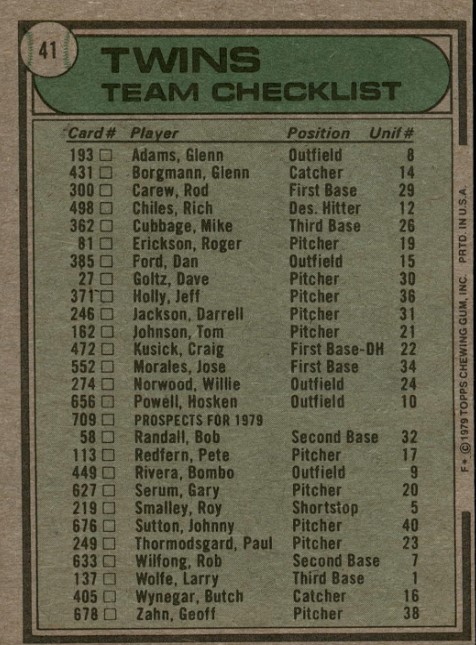 41
TWINS
TEAM CHECKLIST
Card # Player Position Unif #
193 Adams, Glenn Outfield 8
431 Borgmann, Glenn Catcher 14
300 Carew, Rod First Base 29
498 Chiles, Rich Des. Hitter 12
362 Cubbage, Mike Third Base 26
81 Erickson, Roger Pitcher 19
385 Ford, Dan Outfield 15
27 Goltz, Dave Pitcher 30
371 Holly, Jeff Pitcher 36
246 Jackson, Darrell Pitcher 31
162 Johnson, Tom Pitcher 21
472 Kusick, Craig First Base-DH 22
552 Morales, Jose First Base 34
274 Norwood, Willie Outfield 24
656 Powell, Hosken Outfield 10
709 PROSPECTS FOR 1979
58 Randall, Bob Second Base 32
113 Redfern, Pete Pitcher 17
449 Rivera, Bombo Outfield 9
627 Serum, Gary Pitcher 20
219 Smalley, Roy Shortstop 5
676 Sutton, Johnny Pitcher 40
249 Thormodsgard, Paul Pitcher 23
633 Wilfong, Rob Second Base 7
137 Wolfe, Larry Third Base 1
405 Wynegar, Butch Catcher 16
678 Zahn, Geoff Pitcher 38
F* © 1979 TOPPS CHEWING GUM, INC. PRTD. IN U.S.A.